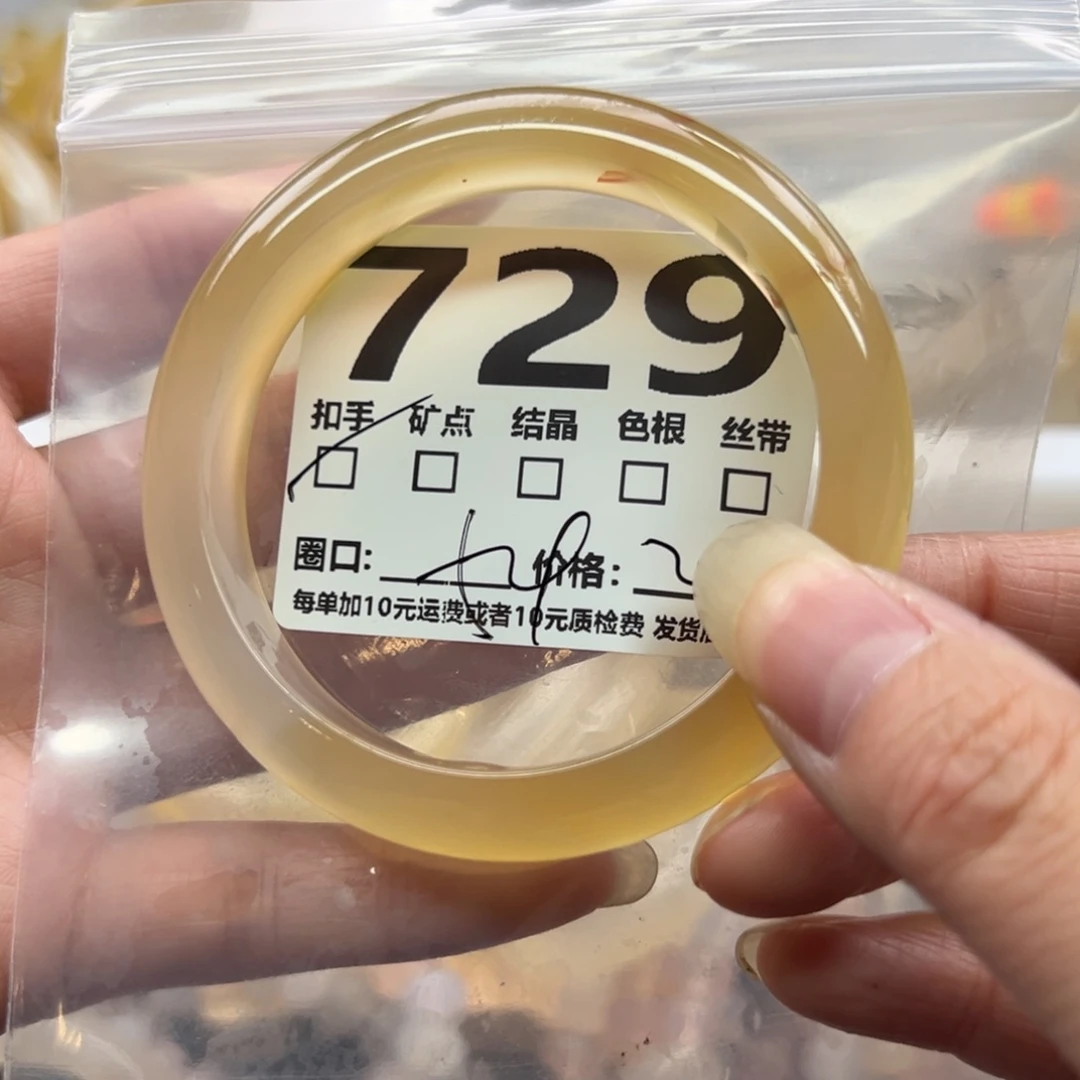 729
扣手 矿点 结晶 色根 丝带
圈口: 价格:
每单加10元运费或者10元质检费 发货